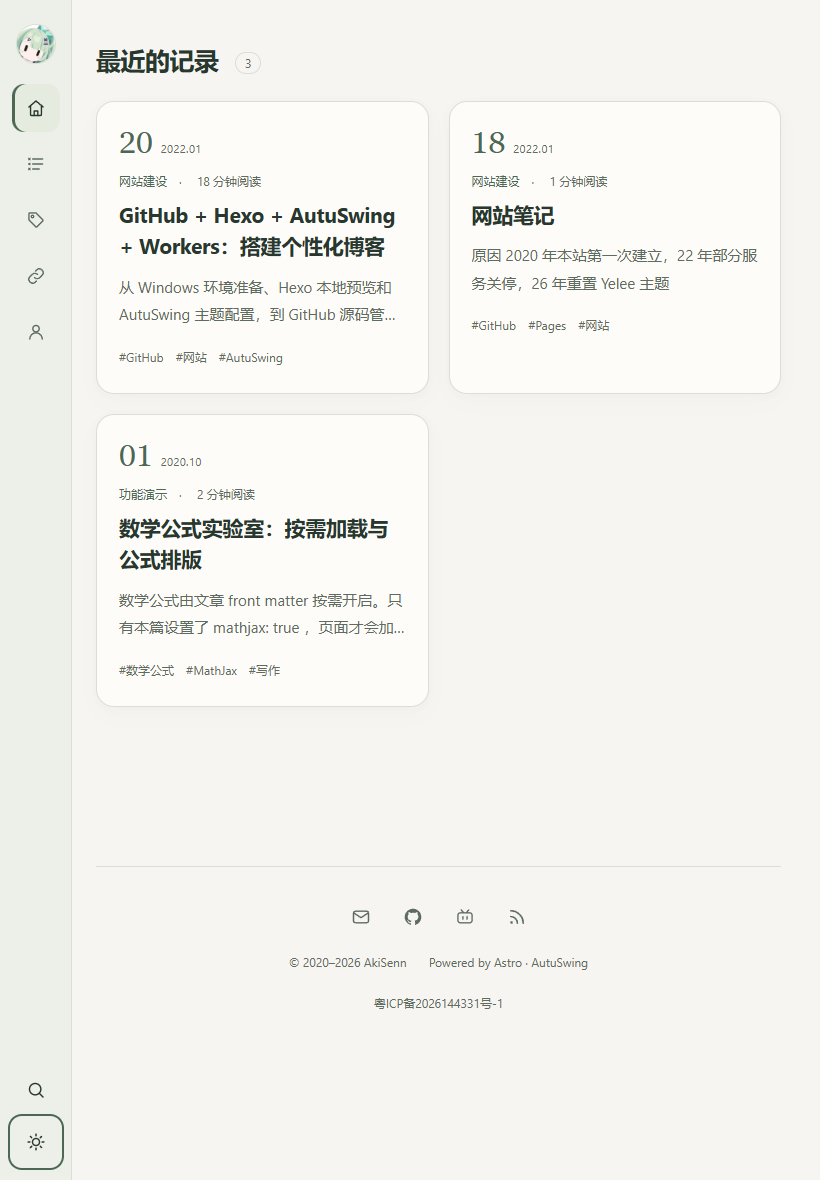 最近的记录 3
20 2022.01
网站建设 · 18 分钟阅读
GitHub + Hexo + AutuSwing
+ Workers：搭建个性化博客
从 Windows 环境准备、Hexo 本地预览和
AutuSwing 主题配置，到 GitHub 源码管...
#GitHub #网站 #AutuSwing
18 2022.01
网站建设 · 1 分钟阅读
网站笔记
原因 2020 年本站第一次建立，22 年部分服
务关停，26 年重置 Yelee 主题
#GitHub #Pages #网站
01 2020.10
功能演示 · 2 分钟阅读
数学公式实验室：按需加载与
公式排版
数学公式由文章 front matter 按需开启。只
有本篇设置了 mathjax: true ，页面才会加...
#数学公式 #MathJax #写作
© 2020–2026 AkiSenn Powered by Astro · AutuSwing
粤ICP备2026144331号-1